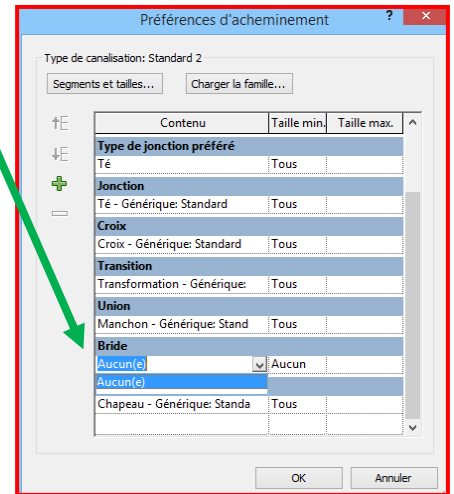 Préférences d'acheminement
? ×
Type de canalisation: Standard 2
Segments et tailles... Charger la famille...
Contenu Taille min. Taille max.
Type de jonction préféré
Té Tous
Jonction
Té - Générique: Standard Tous
Croix
Croix - Générique: Standard Tous
Transition
Transformation - Générique: Tous
Union
Manchon - Générique: Stand Tous
Bride
Aucun(e) Aucun
Aucun(e)
Chapeau - Générique: Standa Tous
OK Annuler